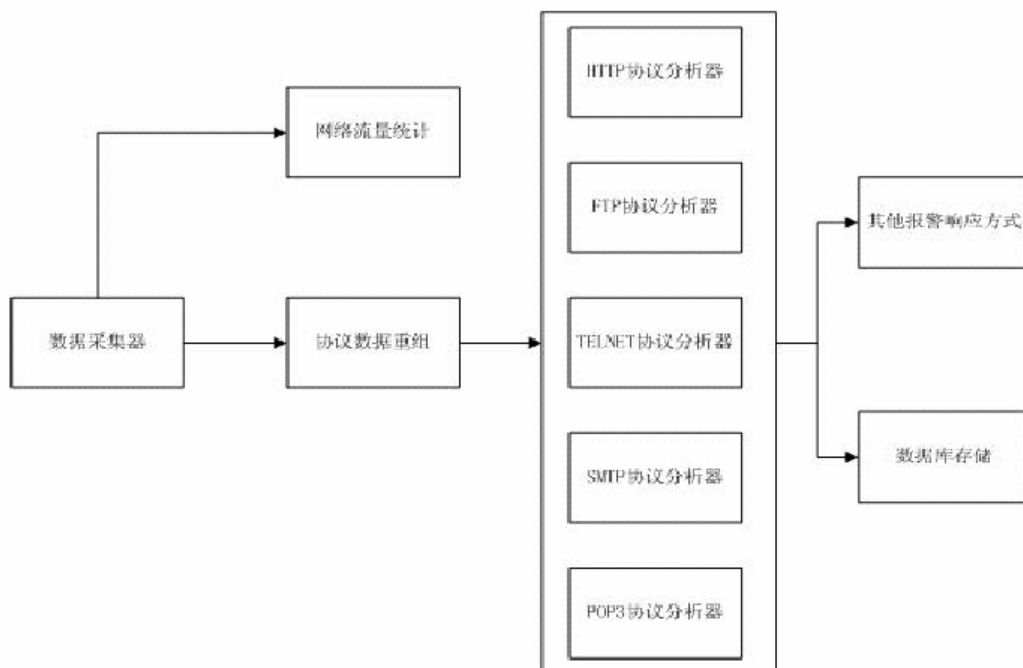 HTTP协议分析器
网络流量统计
FTP协议分析器
其他报警响应方式
数据采集器
协议数据重组
TELNET协议分析器
数据库存储
SMTP协议分析器
POP3协议分析器